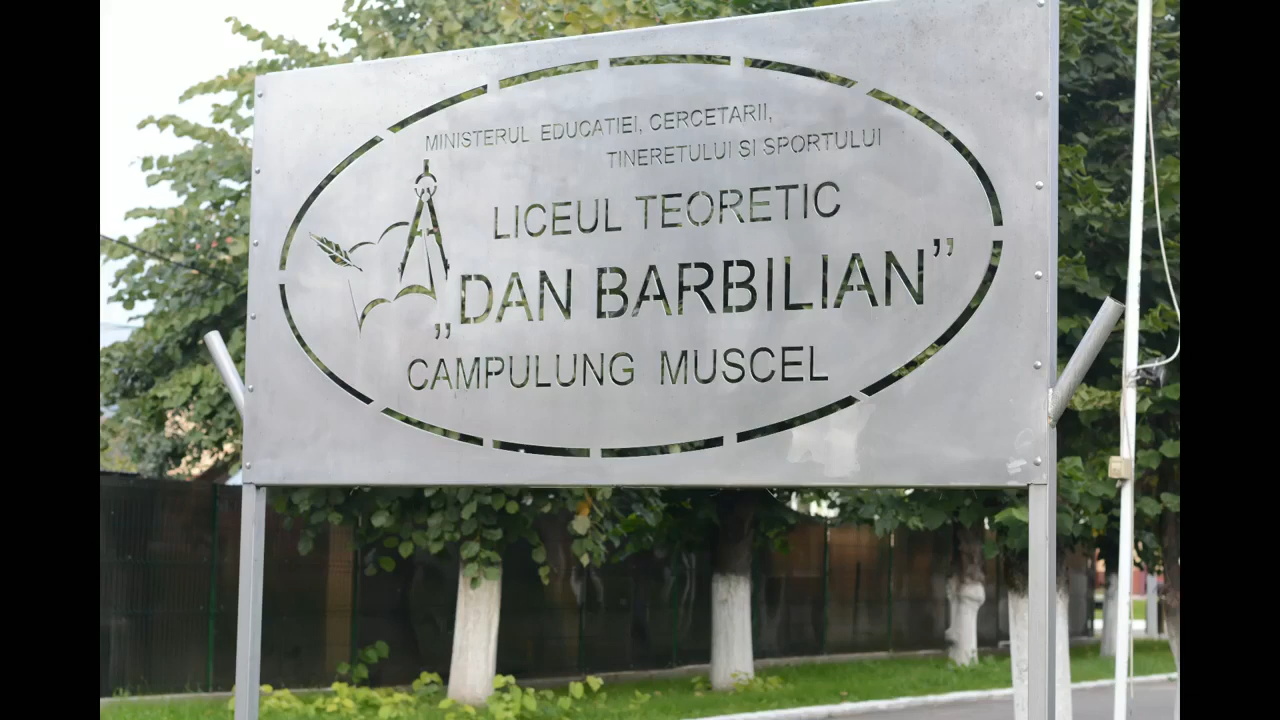 MINISTERUL EDUCATIEI, CERCETARII,
TINERETULUI SI SPORTULUI
LICEUL TEORETIC
„DAN BARBILIAN”
CAMPULUNG MUSCEL